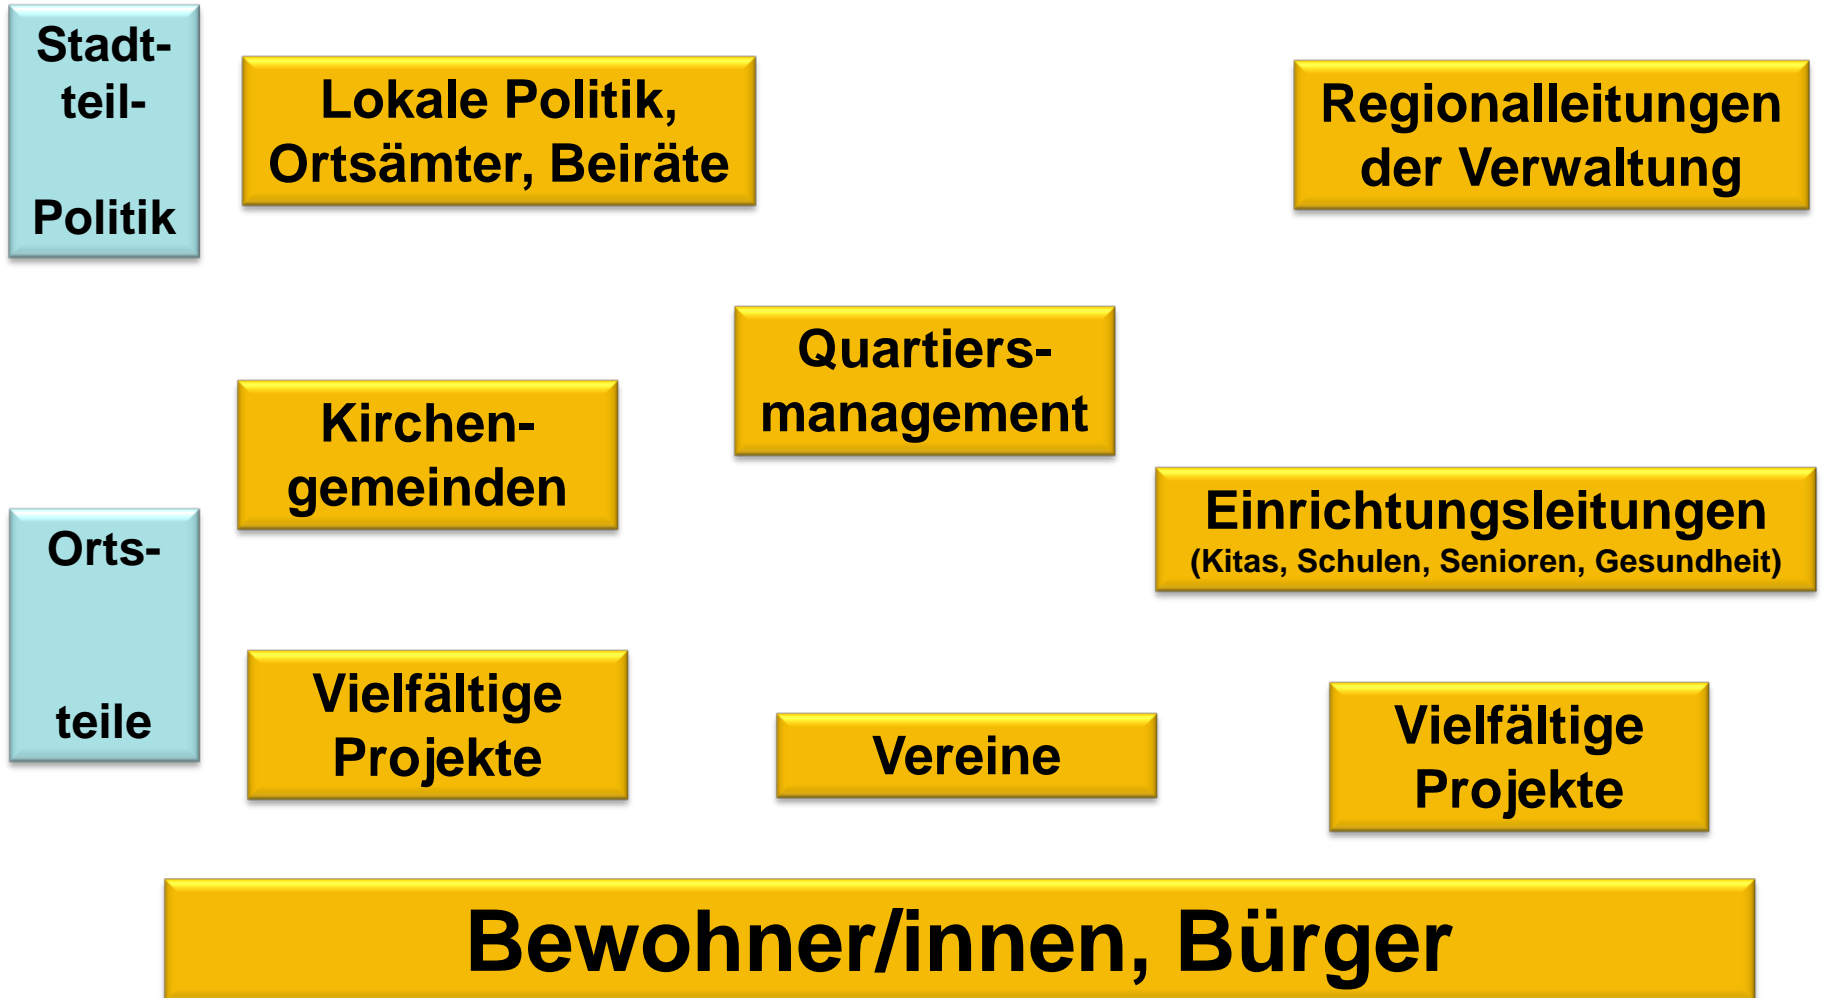 Stadt-
teil-
Politik
Lokale Politik,
Ortsämter, Beiräte
Regionalleitungen
der Verwaltung
Quartiers-
management
Kirchen-
gemeinden
Einrichtungsleitungen
(Kitas, Schulen, Senioren, Gesundheit)
Orts-
teile
Vielfältige
Projekte
Vereine
Vielfältige
Projekte
Bewohner/innen, Bürger